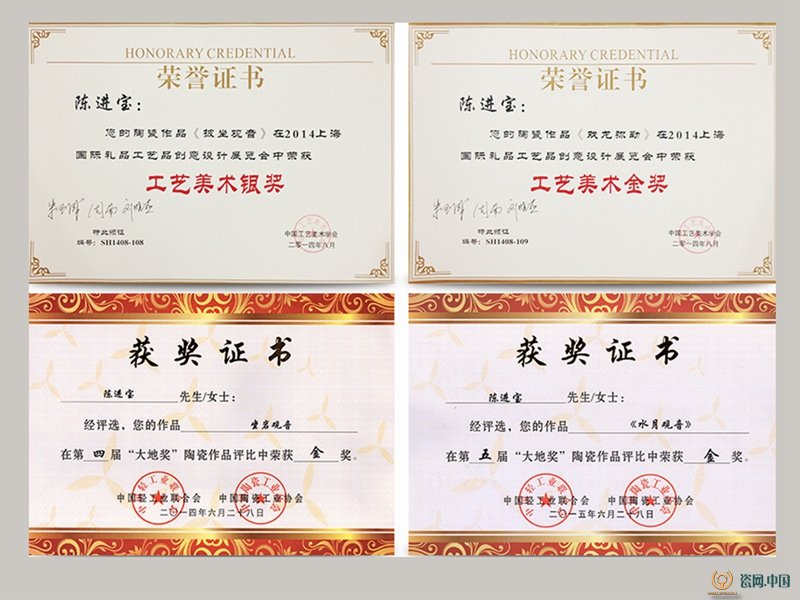 HONORARY CREDENTIAL
荣誉证书
陈进宝：
您的陶瓷作品《披坐观音》在2014上海
国际礼品工艺品创意设计展览会中荣获
工艺美术银奖
特此颁证
编号：SH1408-108
中国工艺美术学会
二零一四年八月
HONORARY CREDENTIAL
荣誉证书
陈进宝：
您的陶瓷作品《戏龙弥勒》在2014上海
国际礼品工艺品创意设计展览会中荣获
工艺美术金奖
特此颁证
编号：SH1408-109
中国工艺美术学会
二零一四年八月
获奖证书
陈进宝 先生/女士：
经评选，您的作品 坐岩观音
在第 四 届“大地奖”陶瓷作品评比中荣获 金 奖。
中国轻工业联合会 中国陶瓷工业协会
二〇一四年六月二十八日
获奖证书
陈进宝 先生/女士：
经评选，您的作品 《水月观音》
在第 五 届“大地奖”陶瓷作品评比中荣获 金 奖。
中国轻工业联合会 中国陶瓷工业协会
二〇一五年六月二十八日
瓷网.中国